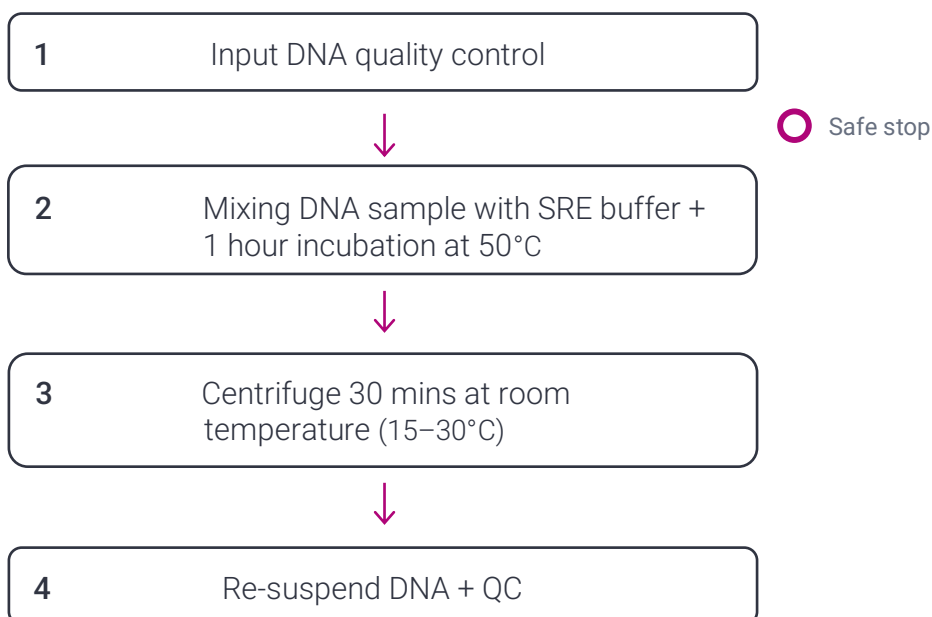 1 Input DNA quality control
Safe stop
2 Mixing DNA sample with SRE buffer +
1 hour incubation at 50°C
3 Centrifuge 30 mins at room
temperature (15–30°C)
4 Re-suspend DNA + QC